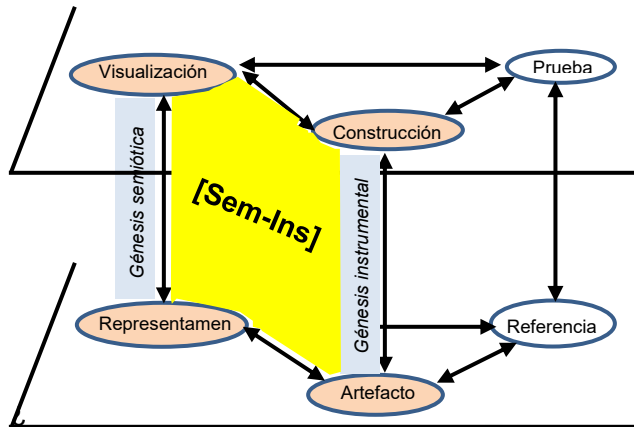 Visualización
Prueba
Construcción
Génesis semiótica
[Sem-Ins]
Génesis instrumental
Representamen
Referencia
Artefacto